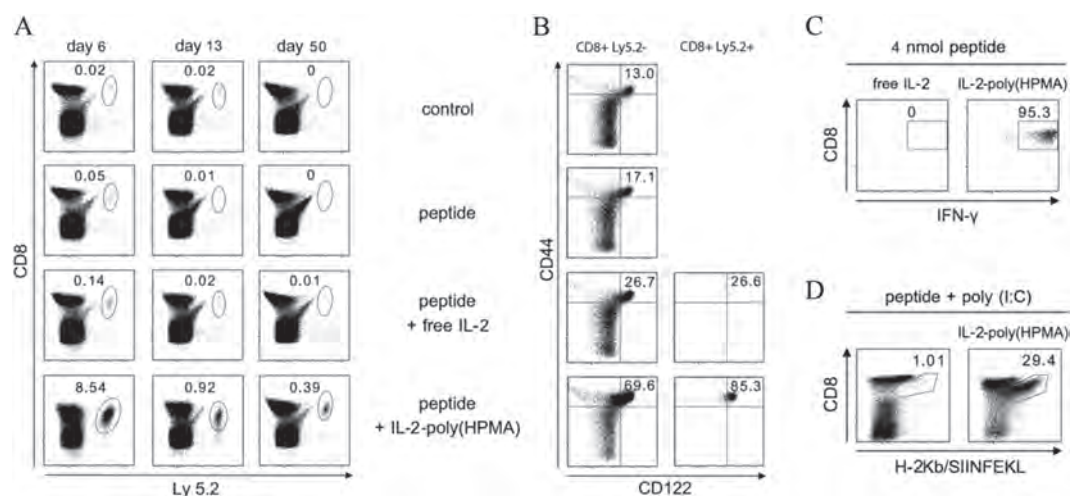 A
day 6 day 13 day 50
0.02 0.02 0
control
0.05 0.01 0
peptide
0.14 0.02 0.01
peptide
+ free IL-2
8.54 0.92 0.39
peptide
+ IL-2-poly(HPMA)
CD8
Ly 5.2
B
CD8+ Ly5.2- CD8+ Ly5.2+
13.0
17.1
26.7 26.6
69.6 85.3
CD44
CD122
C
4 nmol peptide
free IL-2 IL-2-poly(HPMA)
0 95.3
CD8
IFN-γ
D
peptide + poly (I:C)
IL-2-poly(HPMA)
1.01 29.4
CD8
H-2Kb/SIINFEKL